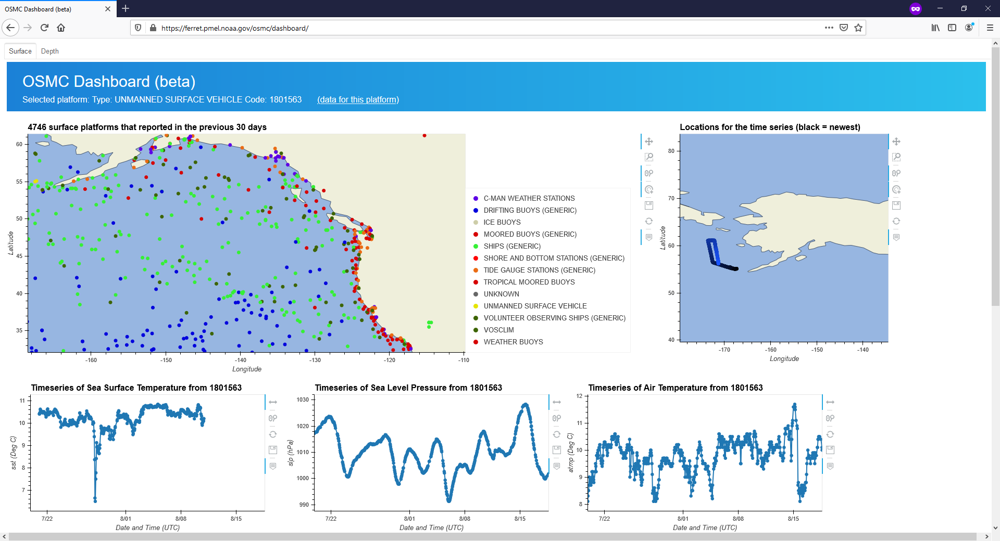 OSMC Dashboard (beta)
https://ferret.pmel.noaa.gov/osmc/dashboard/
Surface
Depth
OSMC Dashboard (beta)
Selected platform: Type: UNMANNED SURFACE VEHICLE Code: 1801563 (data for this platform)
4746 surface platforms that reported in the previous 30 days
60
55
50
45
40
35
Latitude
-160
-150
-140
-130
-120
-110
Longitude
C-MAN WEATHER STATIONS
DRIFTING BUOYS (GENERIC)
ICE BUOYS
MOORED BUOYS (GENERIC)
SHIPS (GENERIC)
SHORE AND BOTTOM STATIONS (GENERIC)
TIDE GAUGE STATIONS (GENERIC)
TROPICAL MOORED BUOYS
UNKNOWN
UNMANNED SURFACE VEHICLE
VOLUNTEER OBSERVING SHIPS (GENERIC)
VOSCLIM
WEATHER BUOYS
Locations for the time series (black = newest)
80
70
60
50
40
Latitude
-170
-160
-150
-140
Longitude
Timeseries of Sea Surface Temperature from 1801563
11
10
9
8
7
sst (Deg C)
7/22
8/01
8/08
8/15
Date and Time (UTC)
Timeseries of Sea Level Pressure from 1801563
1030
1020
1010
1000
990
slp (hPa)
7/22
8/01
8/08
8/15
Date and Time (UTC)
Timeseries of Air Temperature from 1801563
12
11
10
9
8
atmp (Deg C)
7/22
8/01
8/08
8/15
Date and Time (UTC)